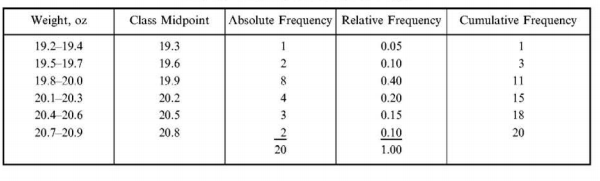 Weight, oz Class Midpoint Absolute Frequency Relative Frequency Cumulative Frequency
19.2–19.4 19.3 1 0.05 1
19.5–19.7 19.6 2 0.10 3
19.8–20.0 19.9 8 0.40 11
20.1–20.3 20.2 4 0.20 15
20.4–20.6 20.5 3 0.15 18
20.7–20.9 20.8 2 0.10 20
20 1.00